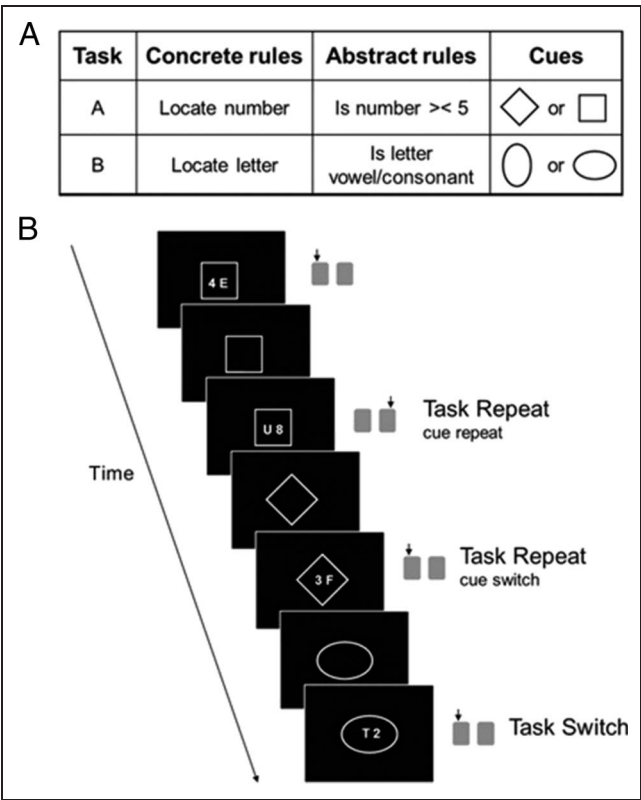 A
Task Concrete rules Abstract rules Cues
A Locate number Is number >< 5 or
B Locate letter Is letter vowel/consonant or
B
4 E
U 8
Task Repeat
cue repeat
Time
3 F
Task Repeat
cue switch
T 2
Task Switch